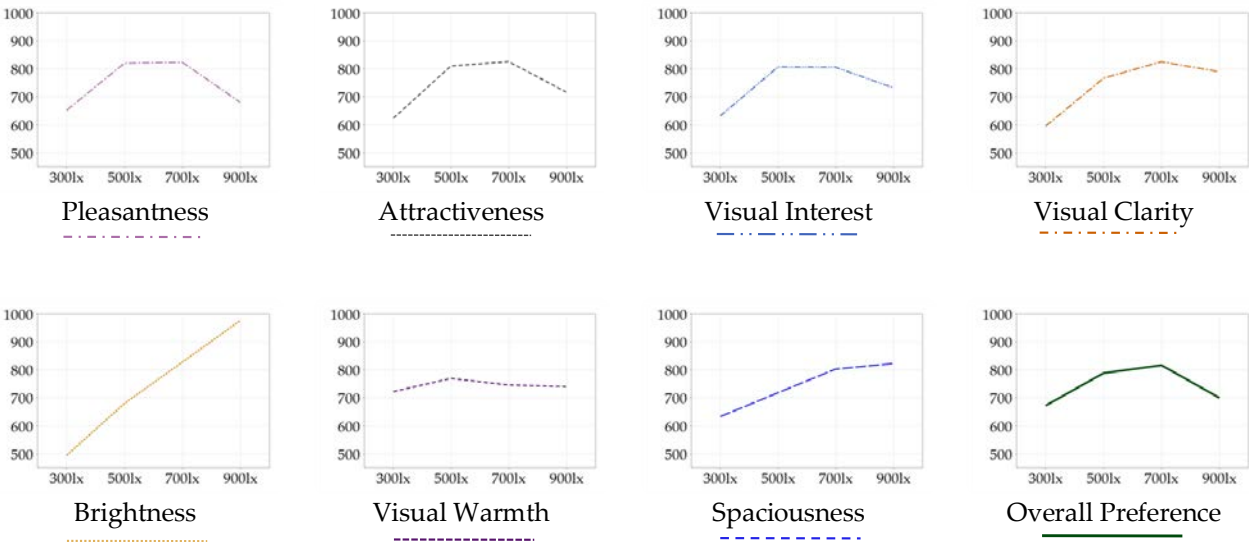 1000 1000 1000 1000
900 900 900 900
800 800 800 800
700 700 700 700
600 600 600 600
500 500 500 500
300lx 500lx 700lx 900lx 300lx 500lx 700lx 900lx 300lx 500lx 700lx 900lx 300lx 500lx 700lx 900lx
Pleasantness Attractiveness Visual Interest Visual Clarity
1000 1000 1000 1000
900 900 900 900
800 800 800 800
700 700 700 700
600 600 600 600
500 500 500 500
300lx 500lx 700lx 900lx 300lx 500lx 700lx 900lx 300lx 500lx 700lx 900lx 300lx 500lx 700lx 900lx
Brightness Visual Warmth Spaciousness Overall Preference